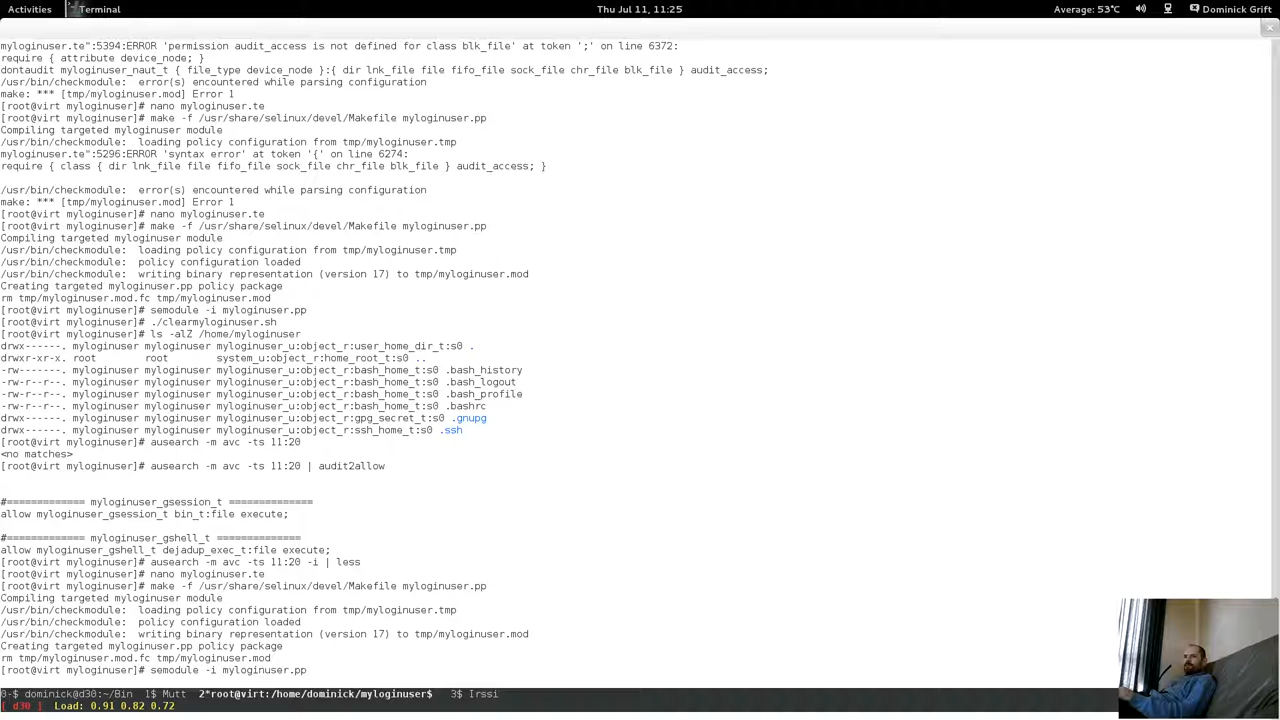 Activities Terminal Thu Jul 11, 11:25 Average: 53°C Dominick Grift
myloginuser.te":5394:ERROR 'permission audit_access is not defined for class blk_file' at token ';' on line 6372:
require { attribute device_node; }
dontaudit myloginuser_naut_t { file_type device_node }:{ dir lnk_file file fifo_file sock_file chr_file blk_file } audit_access;
/usr/bin/checkmodule:  error(s) encountered while parsing configuration
make: *** [tmp/myloginuser.mod] Error 1
[root@virt myloginuser]# nano myloginuser.te
[root@virt myloginuser]# make -f /usr/share/selinux/devel/Makefile myloginuser.pp
Compiling targeted myloginuser module
/usr/bin/checkmodule:  loading policy configuration from tmp/myloginuser.tmp
myloginuser.te":5296:ERROR 'syntax error' at token '{' on line 6274:
require { class { dir lnk_file file fifo_file sock_file chr_file blk_file } audit_access; }
/usr/bin/checkmodule:  error(s) encountered while parsing configuration
make: *** [tmp/myloginuser.mod] Error 1
[root@virt myloginuser]# nano myloginuser.te
[root@virt myloginuser]# make -f /usr/share/selinux/devel/Makefile myloginuser.pp
Compiling targeted myloginuser module
/usr/bin/checkmodule:  loading policy configuration from tmp/myloginuser.tmp
/usr/bin/checkmodule:  policy configuration loaded
/usr/bin/checkmodule:  writing binary representation (version 17) to tmp/myloginuser.mod
Creating targeted myloginuser.pp policy package
rm tmp/myloginuser.mod.fc tmp/myloginuser.mod
[root@virt myloginuser]# semodule -i myloginuser.pp
[root@virt myloginuser]# ./clearmyloginuser.sh
[root@virt myloginuser]# ls -alZ /home/myloginuser
drwx------. myloginuser myloginuser myloginuser_u:object_r:user_home_dir_t:s0 .
drwxr-xr-x. root        root        system_u:object_r:home_root_t:s0 ..
-rw-------. myloginuser myloginuser myloginuser_u:object_r:bash_home_t:s0 .bash_history
-rw-r--r--. myloginuser myloginuser myloginuser_u:object_r:bash_home_t:s0 .bash_logout
-rw-r--r--. myloginuser myloginuser myloginuser_u:object_r:bash_home_t:s0 .bash_profile
-rw-r--r--. myloginuser myloginuser myloginuser_u:object_r:bash_home_t:s0 .bashrc
drwx------. myloginuser myloginuser myloginuser_u:object_r:gpg_secret_t:s0 .gnupg
drwx------. myloginuser myloginuser myloginuser_u:object_r:ssh_home_t:s0 .ssh
[root@virt myloginuser]# ausearch -m avc -ts 11:20
<no matches>
[root@virt myloginuser]# ausearch -m avc -ts 11:20 | audit2allow
#============= myloginuser_gsession_t ==============
allow myloginuser_gsession_t bin_t:file execute;
#============= myloginuser_gshell_t ==============
allow myloginuser_gshell_t dejadup_exec_t:file execute;
[root@virt myloginuser]# ausearch -m avc -ts 11:20 -i | less
[root@virt myloginuser]# nano myloginuser.te
[root@virt myloginuser]# make -f /usr/share/selinux/devel/Makefile myloginuser.pp
Compiling targeted myloginuser module
/usr/bin/checkmodule:  loading policy configuration from tmp/myloginuser.tmp
/usr/bin/checkmodule:  policy configuration loaded
/usr/bin/checkmodule:  writing binary representation (version 17) to tmp/myloginuser.mod
Creating targeted myloginuser.pp policy package
rm tmp/myloginuser.mod.fc tmp/myloginuser.mod
[root@virt myloginuser]# semodule -i myloginuser.pp
0-$ dominick@d30:~/Bin  1$ Mutt  2*root@virt:/home/dominick/myloginuser$  3$ Irssi
[ d30 ] Load: 0.91 0.82 0.72